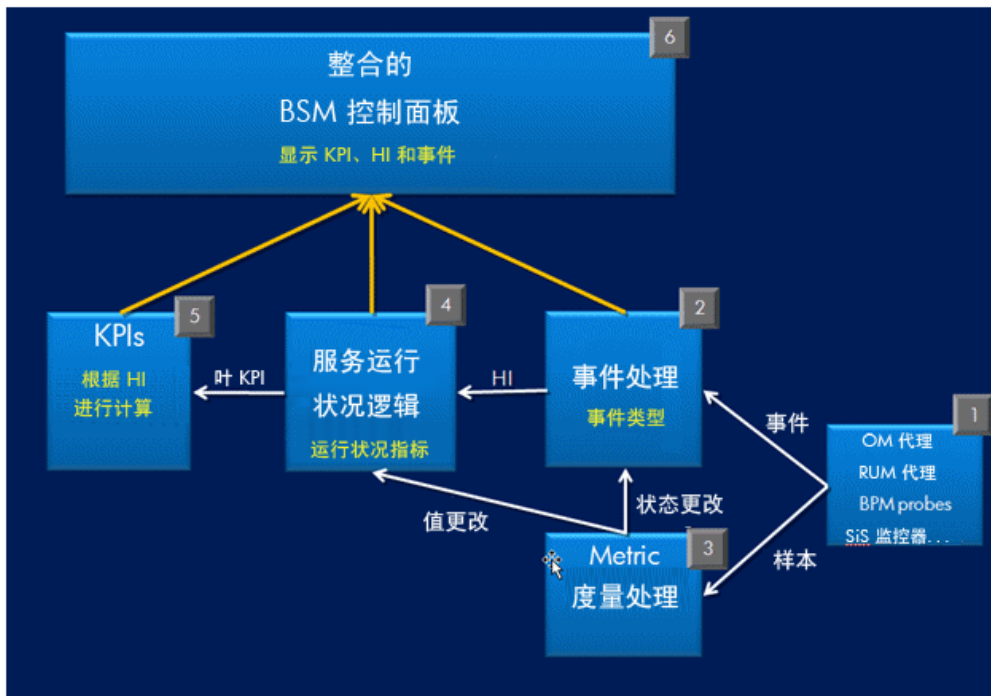 6
整合的
BSM 控制面板
显示 KPI、HI 和事件
5
KPIs
根据 HI
进行计算
叶 KPI
4
服务运行
状况逻辑
运行状况指标
HI
2
事件处理
事件类型
事件
1
OM 代理
RUM 代理
BPM probes
SiS 监控器...
值更改
状态更改
样本
3
Metric
度量处理